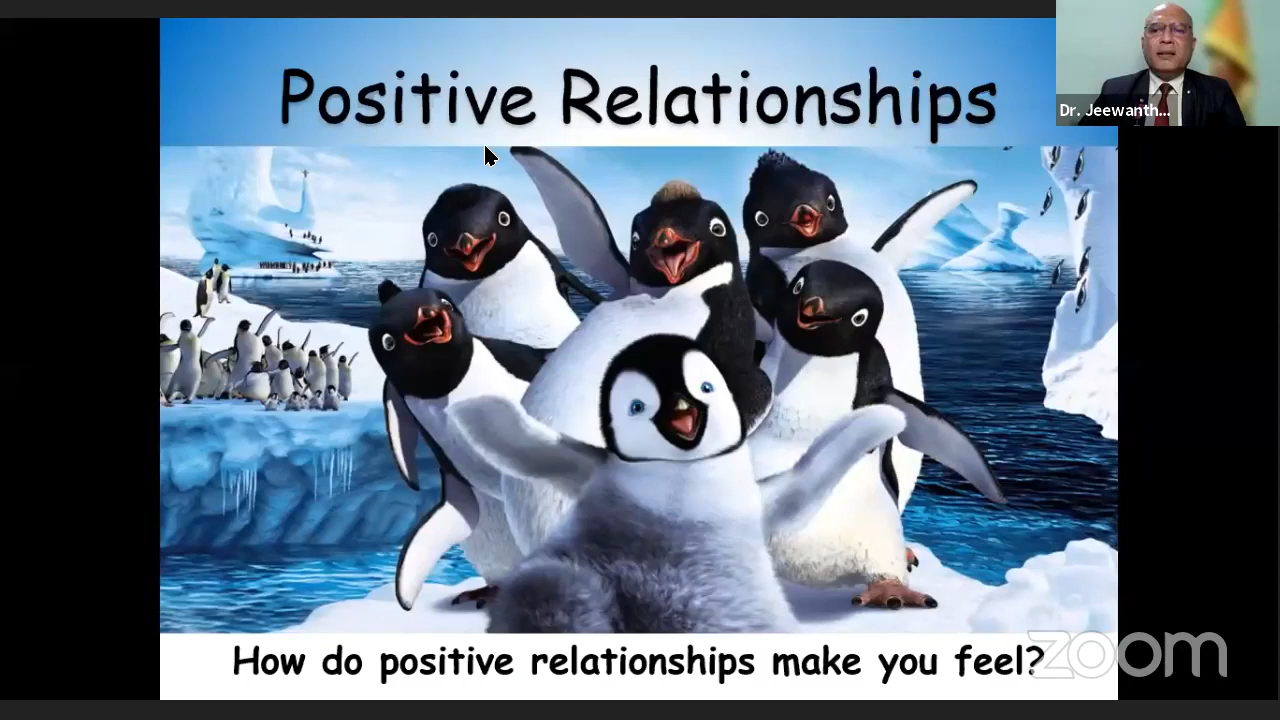 Positive Relationships
Dr. Jeewanth...
How do positive relationships make you feel?
zoom